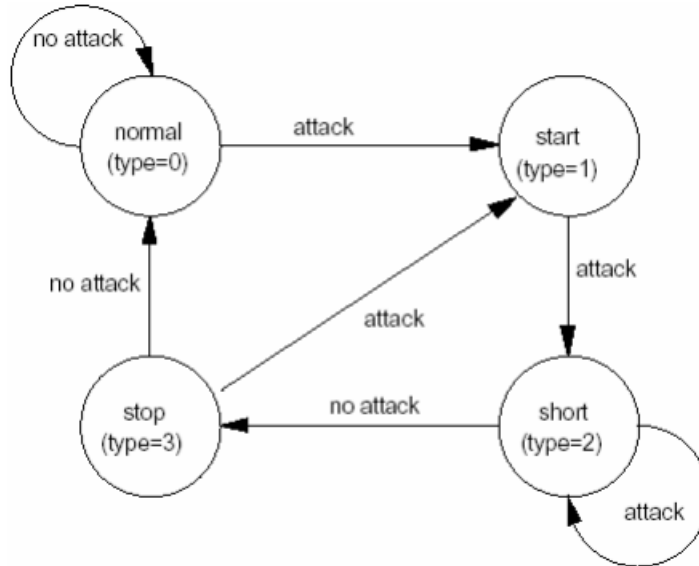 no attack
normal
(type=0)
attack
start
(type=1)
no attack
attack
attack
stop
(type=3)
no attack
short
(type=2)
attack